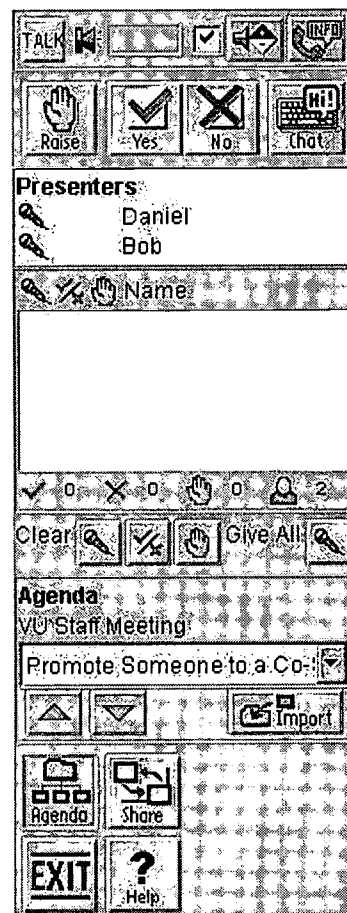 TALK INFO
Hi!
Raise Yes No Chat
Presenters
Daniel
Bob
Name
0 0 0 2
Clear Give All
Agenda
VU Staff Meeting
Promote Someone to a Co-
Import
Agenda Share
EXIT ?
Help